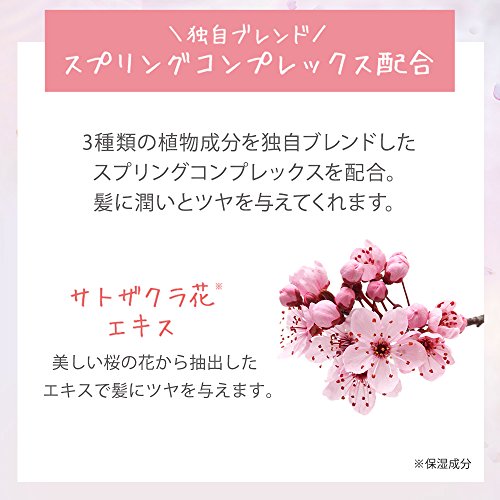 ＼独自ブレンド／
スプリングコンプレックス配合
3種類の植物成分を独自ブレンドした
スプリングコンプレックスを配合。
髪に潤いとツヤを与えてくれます。
サトザクラ花※
エキス
美しい桜の花から抽出した
エキスで髪にツヤを与えます。
※保湿成分